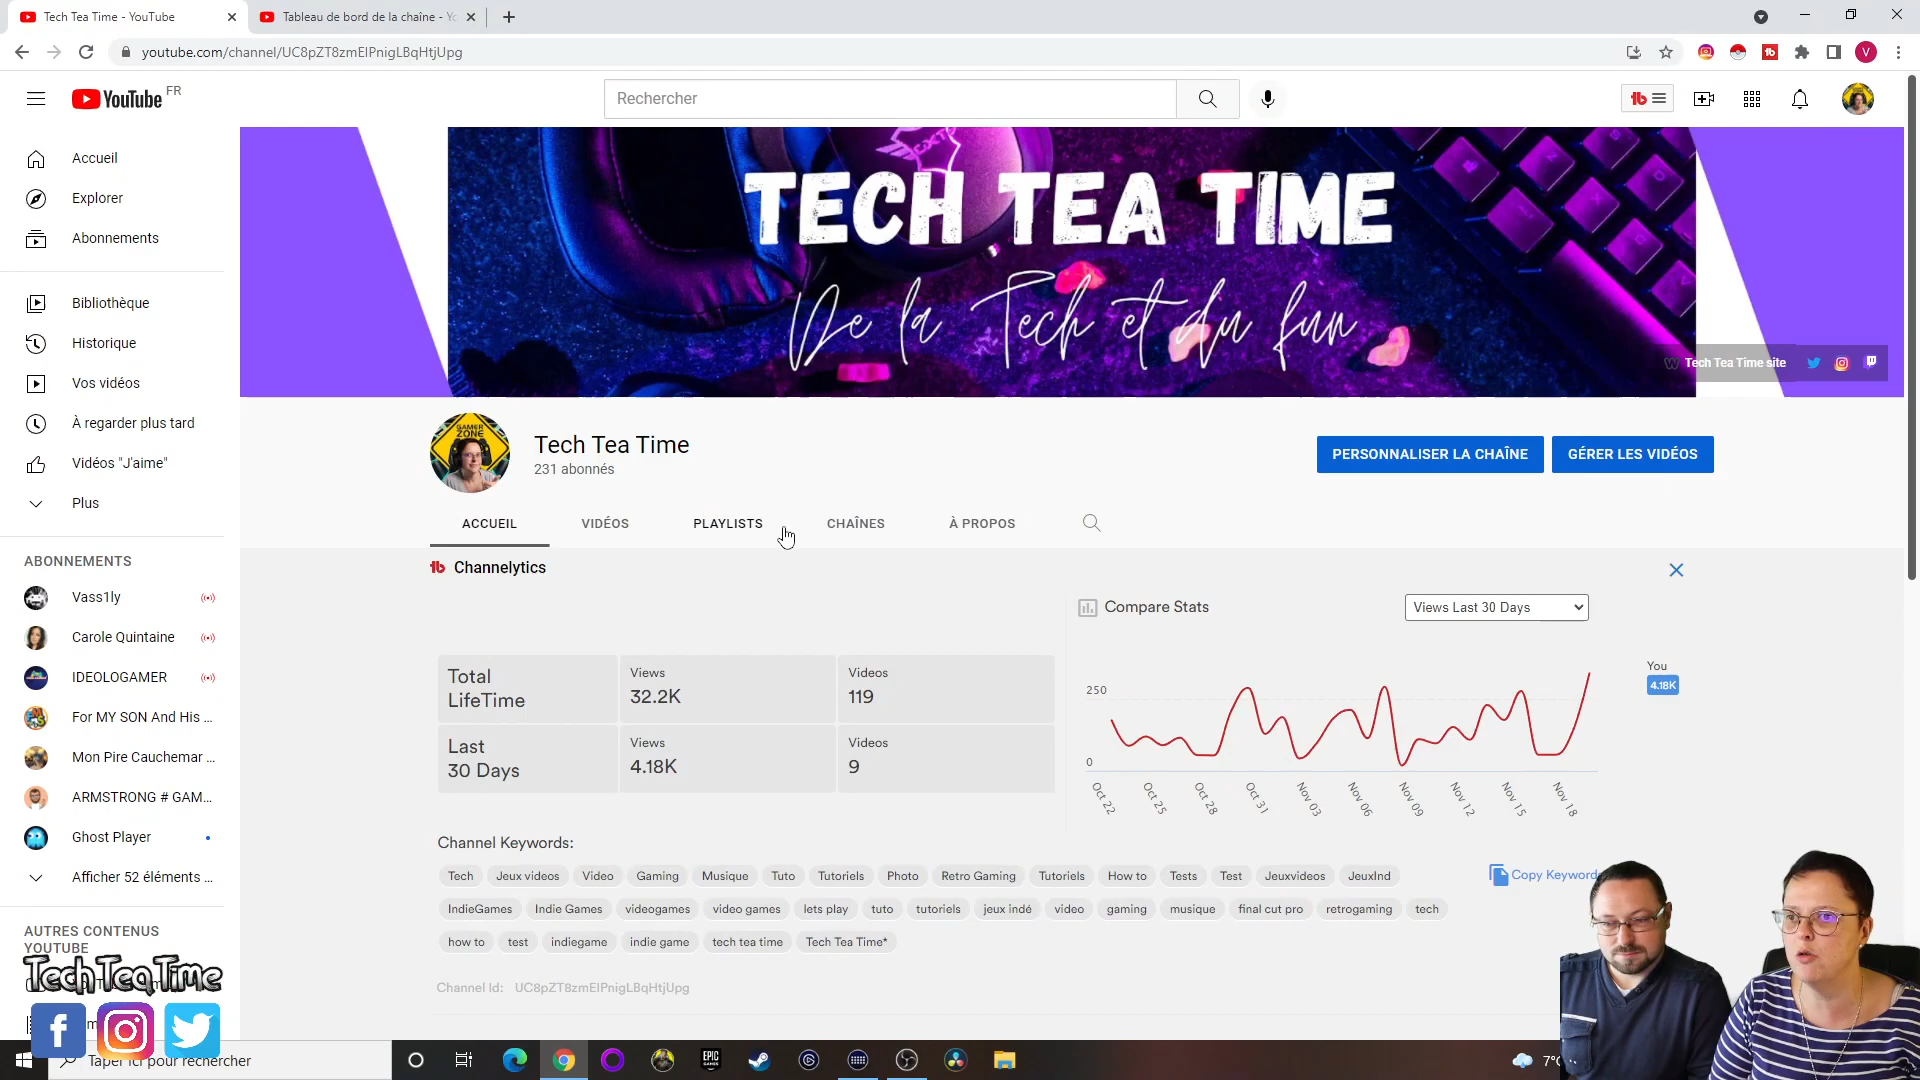 Tech Tea Time - YouTube
Tableau de bord de la chaîne - Yo
youtube.com/channel/UC8pZT8zmEIPnigLBqHtjUpg
V
YouTube FR
Rechercher
tb
Accueil
Explorer
Abonnements
Bibliothèque
Historique
Vos vidéos
À regarder plus tard
Vidéos "J'aime"
Plus
ABONNEMENTS
Vass1ly
Carole Quintaine
IDEOLOGAMER
For MY SON And His ...
Mon Pire Cauchemar ...
ARMSTRONG # GAM...
Ghost Player
Afficher 52 éléments ...
AUTRES CONTENUS
YOUTUBE
TechTeaTime
TECH TEA TIME
De la Tech et du fun
Tech Tea Time site
GAMER
ZONE
Tech Tea Time
231 abonnés
PERSONNALISER LA CHAÎNE
GÉRER LES VIDÉOS
ACCUEIL
VIDÉOS
PLAYLISTS
CHAÎNES
À PROPOS
tb Channelytics
Compare Stats
Views Last 30 Days
Total
LifeTime
Views
32.2K
Videos
119
Last
30 Days
Views
4.18K
Videos
9
250
0
Oct 22
Oct 25
Oct 28
Oct 31
Nov 03
Nov 06
Nov 09
Nov 12
Nov 15
Nov 18
You
4.18K
Channel Keywords:
Copy Keyword
Tech Jeux videos Video Gaming Musique Tuto Tutoriels Photo Retro Gaming Tutoriels How to Tests Test Jeuxvideos JeuxInd
IndieGames Indie Games videogames video games lets play tuto tutoriels jeux indé video gaming musique final cut pro retrogaming tech
how to test indiegame indie game tech tea time Tech Tea Time*
Channel Id: UC8pZT8zmEIPnigLBqHtjUpg
Taper ici pour rechercher
EPIC
GAMES
7°C